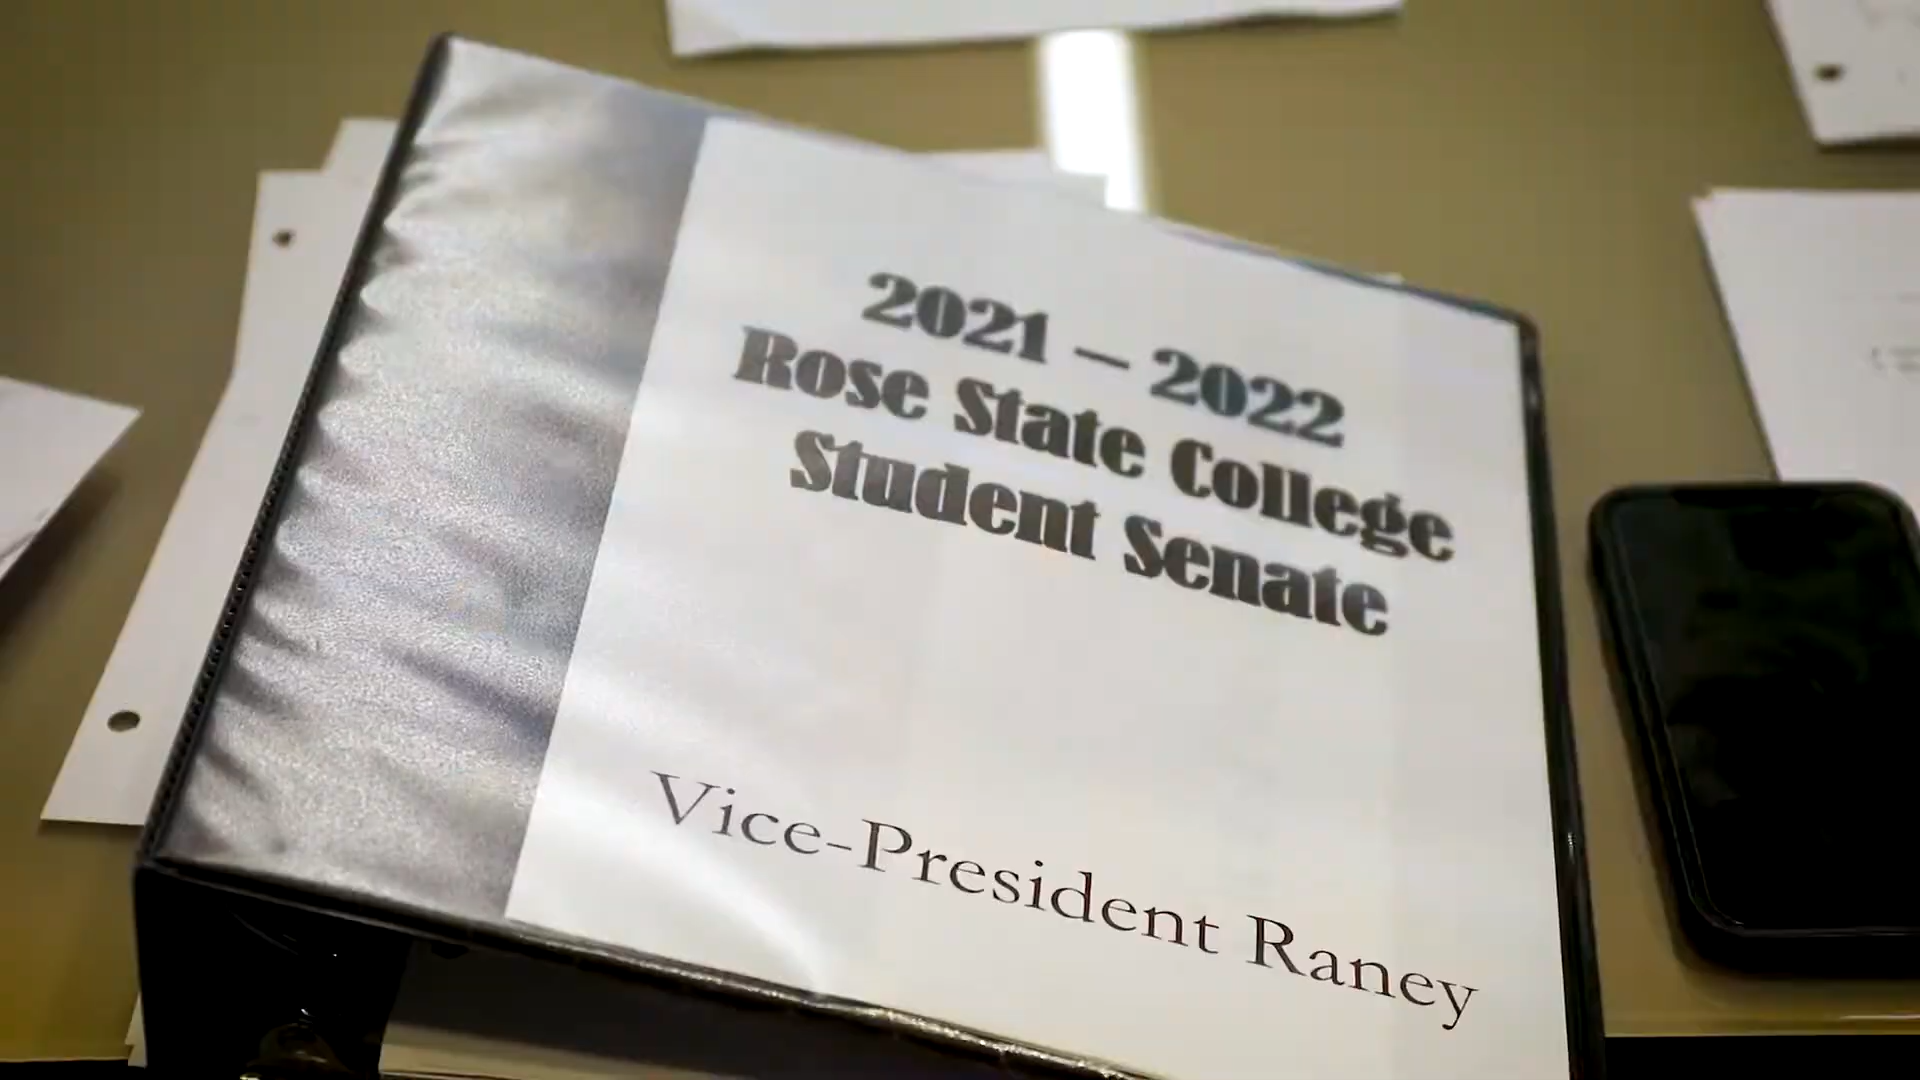 2021 – 2022
Rose State College
Student Senate
Vice-President Raney